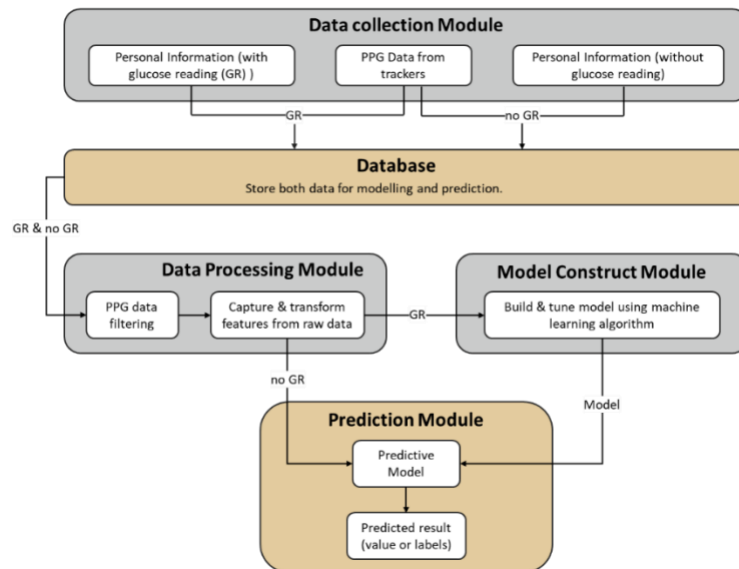 Data collection Module
Personal Information (with
glucose reading (GR) )
PPG Data from
trackers
Personal Information (without
glucose reading)
GR
no GR
Database
Store both data for modelling and prediction.
GR & no GR
Data Processing Module
PPG data
filtering
Capture & transform
features from raw data
GR
Model Construct Module
Build & tune model using machine
learning algorithm
no GR
Model
Prediction Module
Predictive
Model
Predicted result
(value or labels)